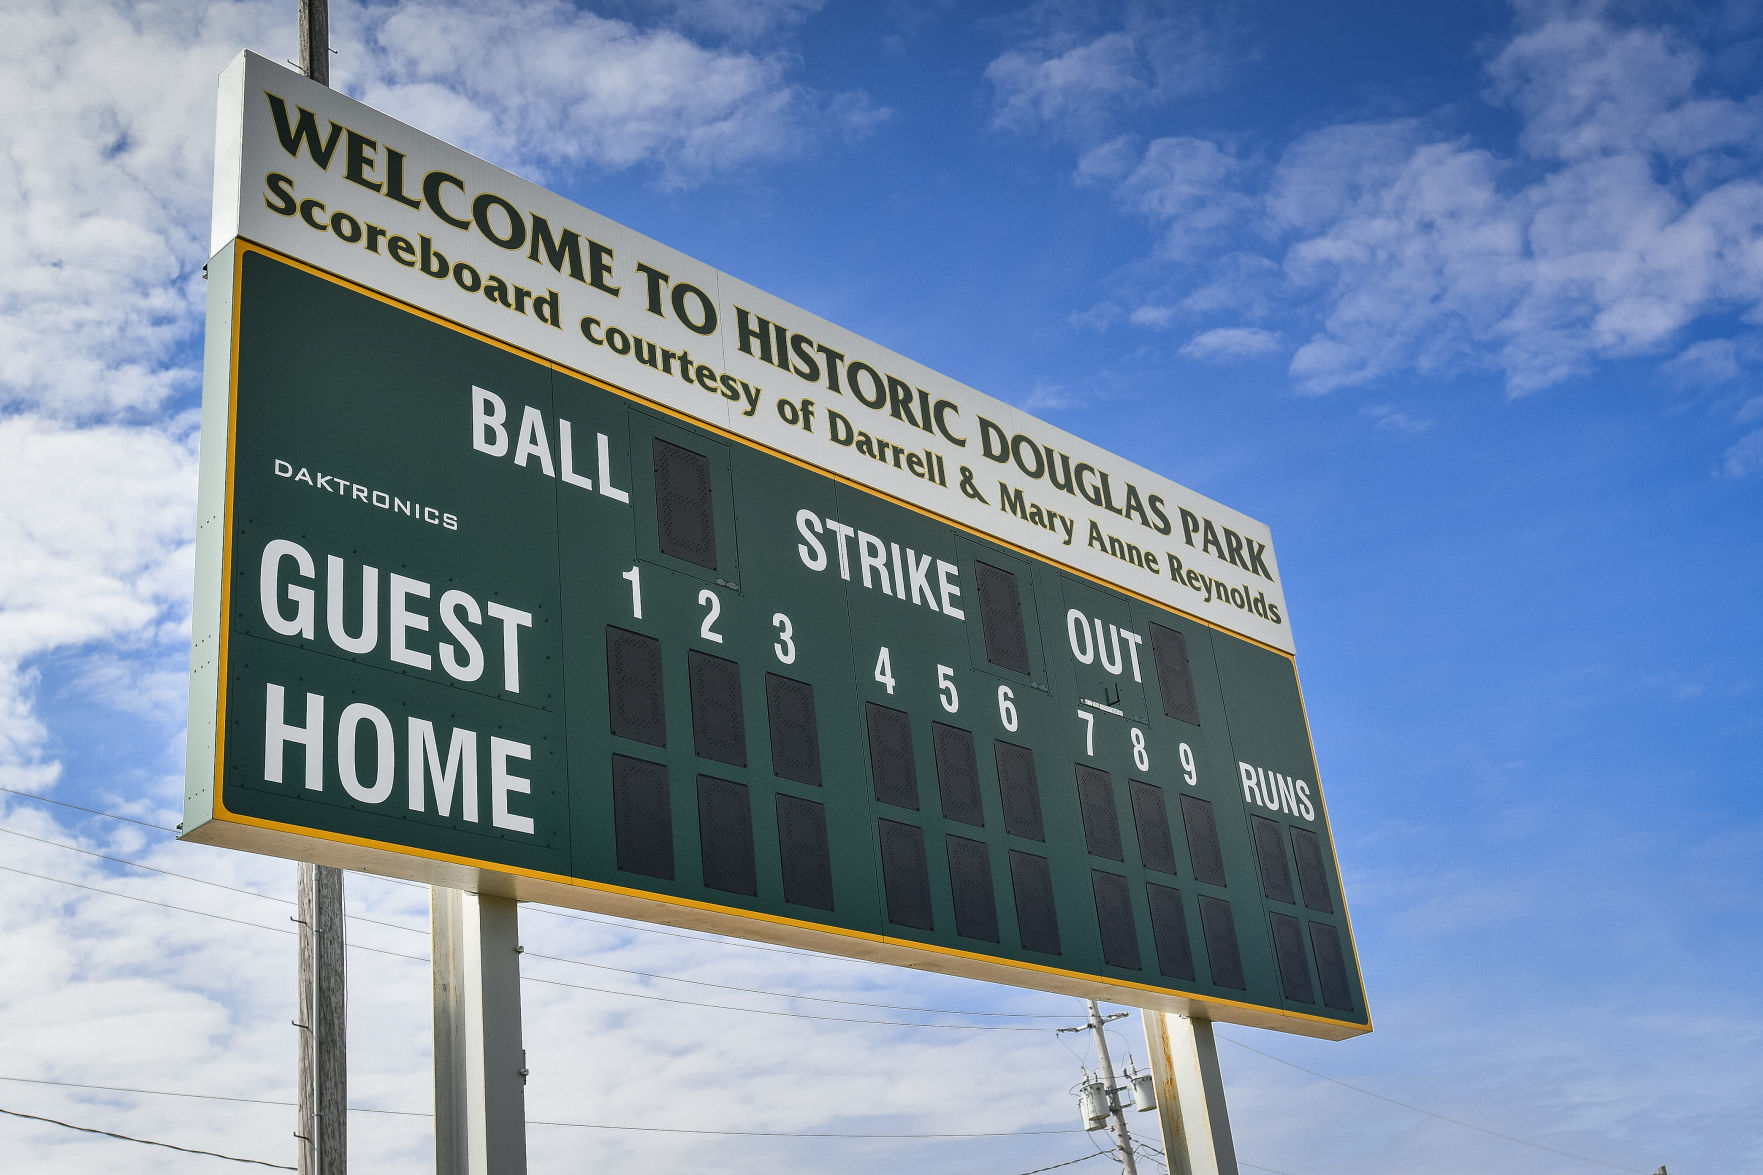 WELCOME TO HISTORIC DOUGLAS PARK
Scoreboard courtesy of Darrell & Mary Anne Reynolds
BALL STRIKE OUT
DAKTRONICS
1 2 3 4 5 6 7 8 9 RUNS
GUEST
HOME